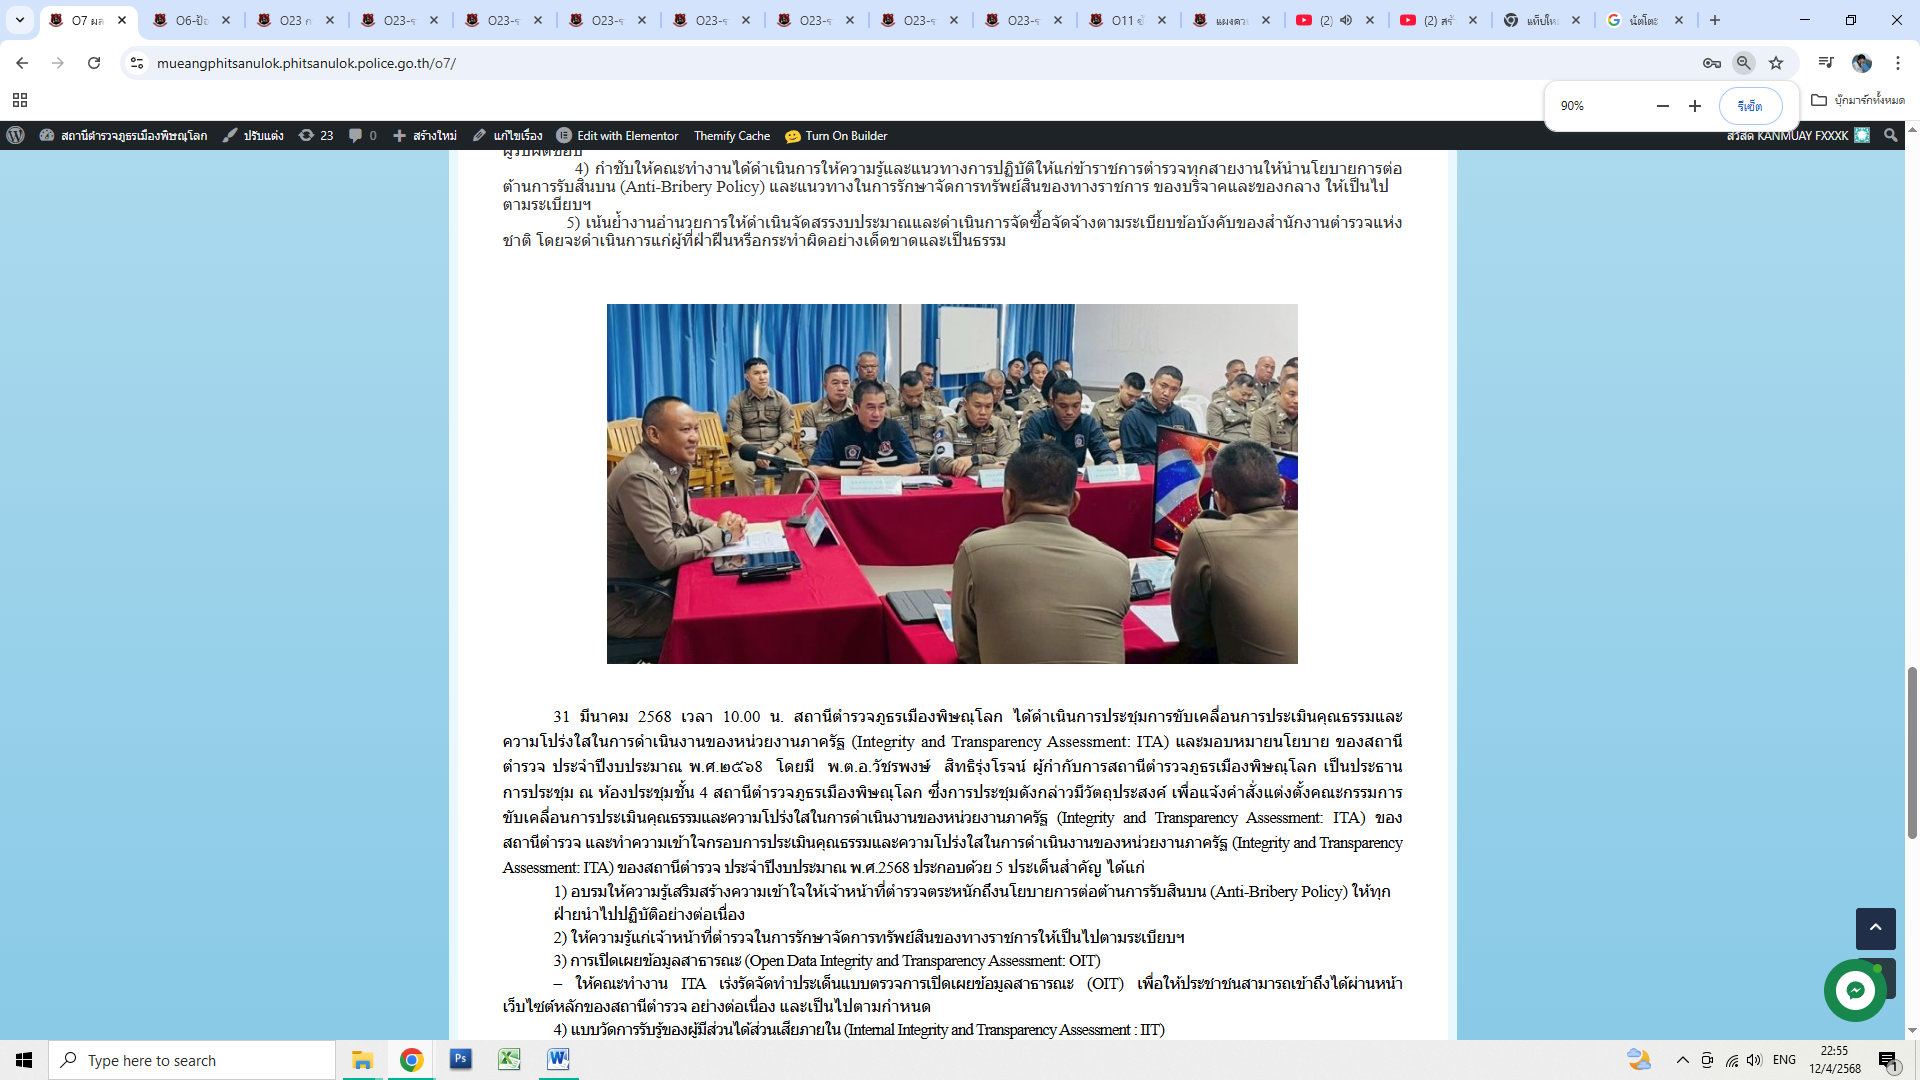 O7 ผล
O6-ป้อ
O23 ก
O23-ร
O23-ร
O23-ร
O23-ร
O23-ร
O23-ร
O23-ร
O11 ข้
แผงควบ
(2)
(2) สร้
แท็บใหม
นัตโตะ
mueangphitsanulok.phitsanulok.police.go.th/o7/
90%
รีเซ็ต
บุ๊กมาร์กทั้งหมด
สถานีตำรวจภูธรเมืองพิษณุโลก ปรับแต่ง 23 0 สร้างใหม่ แก้ไขเรื่อง Edit with Elementor Themify Cache Turn On Builder
สวัสดี KANMUAY FXXXK
ผู้รับผิดชอบ
4) กำชับให้คณะทำงานได้ดำเนินการให้ความรู้และแนวทางการปฏิบัติให้แก่ข้าราชการตำรวจทุกสายงานให้นำนโยบายการต่อ
ต้านการรับสินบน (Anti-Bribery Policy) และแนวทางในการรักษาจัดการทรัพย์สินของทางราชการ ของบริจาคและของกลาง ให้เป็นไป
ตามระเบียบฯ
5) เน้นย้ำงานอำนวยการให้ดำเนินจัดสรรงบประมาณและดำเนินการจัดซื้อจัดจ้างตามระเบียบข้อบังคับของสำนักงานตำรวจแห่ง
ชาติ โดยจะดำเนินการแก่ผู้ที่ฝ่าฝืนหรือกระทำผิดอย่างเด็ดขาดและเป็นธรรม
31 มีนาคม 2568 เวลา 10.00 น. สถานีตำรวจภูธรเมืองพิษณุโลก ได้ดำเนินการประชุมการขับเคลื่อนการประเมินคุณธรรมและ
ความโปร่งใสในการดำเนินงานของหน่วยงานภาครัฐ (Integrity and Transparency Assessment: ITA) และมอบหมายนโยบาย ของสถานี
ตำรวจ ประจำปีงบประมาณ พ.ศ.๒๕๖๘ โดยมี พ.ต.อ.วัชรพงษ์ สิทธิรุ่งโรจน์ ผู้กำกับการสถานีตำรวจภูธรเมืองพิษณุโลก เป็นประธาน
การประชุม ณ ห้องประชุมชั้น 4 สถานีตำรวจภูธรเมืองพิษณุโลก ซึ่งการประชุมดังกล่าวมีวัตถุประสงค์ เพื่อแจ้งคำสั่งแต่งตั้งคณะกรรมการ
ขับเคลื่อนการประเมินคุณธรรมและความโปร่งใสในการดำเนินงานของหน่วยงานภาครัฐ (Integrity and Transparency Assessment: ITA) ของ
สถานีตำรวจ และทำความเข้าใจกรอบการประเมินคุณธรรมและความโปร่งใสในการดำเนินงานของหน่วยงานภาครัฐ (Integrity and Transparency
Assessment: ITA) ของสถานีตำรวจ ประจำปีงบประมาณ พ.ศ.2568 ประกอบด้วย 5 ประเด็นสำคัญ ได้แก่
1) อบรมให้ความรู้เสริมสร้างความเข้าใจให้เจ้าหน้าที่ตำรวจตระหนักถึงนโยบายการต่อต้านการรับสินบน (Anti-Bribery Policy) ให้ทุก
ฝ่ายนำไปปฏิบัติอย่างต่อเนื่อง
2) ให้ความรู้แก่เจ้าหน้าที่ตำรวจในการรักษาจัดการทรัพย์สินของทางราชการให้เป็นไปตามระเบียบฯ
3) การเปิดเผยข้อมูลสาธารณะ (Open Data Integrity and Transparency Assessment: OIT)
– ให้คณะทำงาน ITA เร่งรัดจัดทำประเด็นแบบตรวจการเปิดเผยข้อมูลสาธารณะ (OIT) เพื่อให้ประชาชนสามารถเข้าถึงได้ผ่านหน้า
เว็บไซต์หลักของสถานีตำรวจ อย่างต่อเนื่อง และเป็นไปตามกำหนด
4) แบบวัดการรับรู้ของผู้มีส่วนได้ส่วนเสียภายใน (Internal Integrity and Transparency Assessment : IIT)
Type here to search
Ps
ENG
22:55
12/4/2568
1